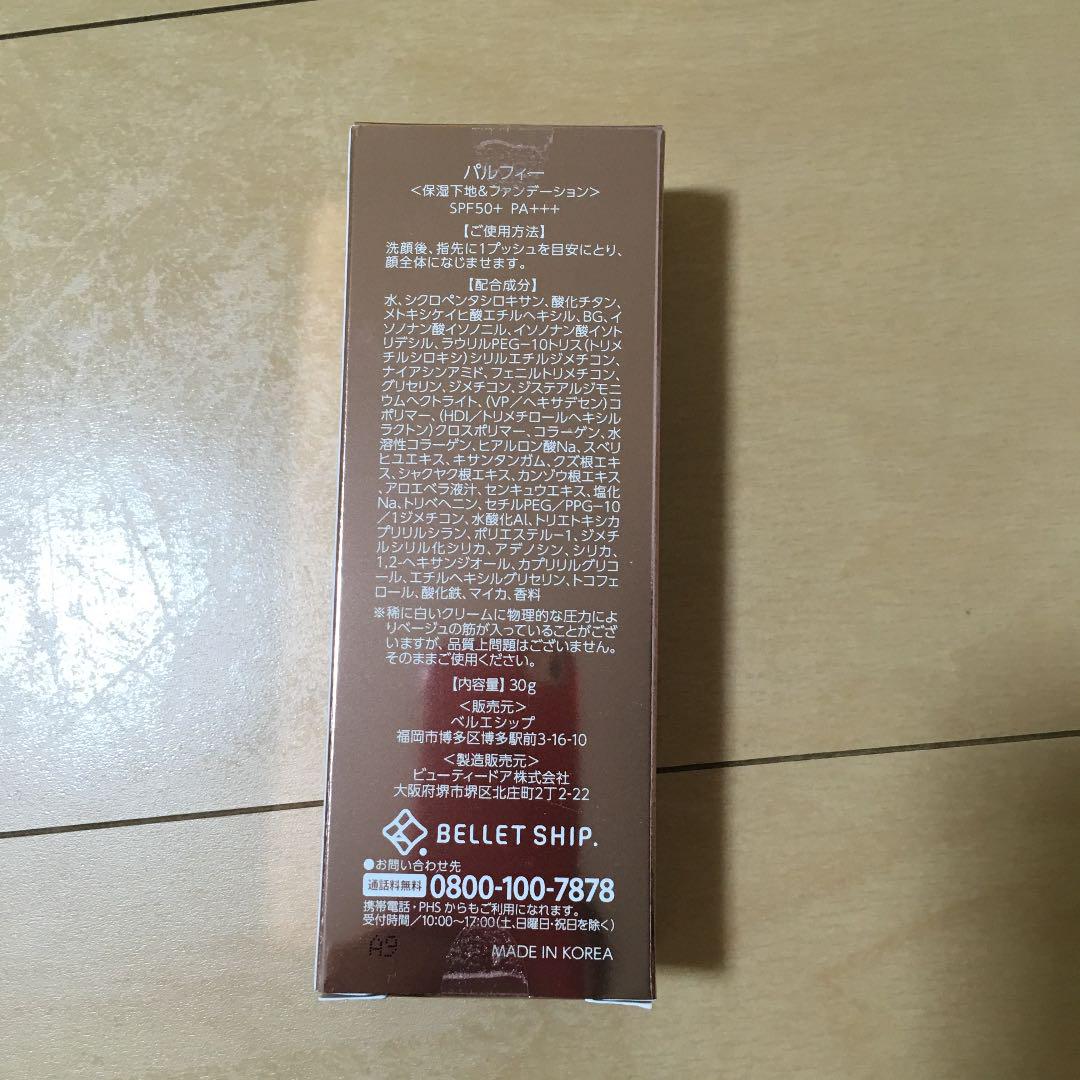 パルフィー
<保湿下地&ファンデーション>
SPF50+ PA+++
【ご使用方法】
洗顔後、指先に1プッシュを目安にとり、
顔全体になじませます。
【配合成分】
水、シクロペンタシロキサン、酸化チタン、
メトキシケイヒ酸エチルヘキシル、BG、イ
ソノナン酸イソノニル、イソノナン酸イソト
リデシル、ラウリルPEG-10トリス(トリメ
チルシロキシ)シリルエチルジメチコン、
ナイアシンアミド、フェニルトリメチコン、
グリセリン、ジメチコン、ジステアルジモニ
ウムヘクトライト、(VP/ヘキサデセン)コ
ポリマー、(HDI/トリメチロールヘキシル
ラクトン)クロスポリマー、コラーゲン、水
溶性コラーゲン、ヒアルロン酸Na、スベリ
ヒユエキス、キサンタンガム、クズ根エキ
ス、シャクヤク根エキス、カンゾウ根エキス
、アロエベラ液汁、センキュウエキス、塩化
Na、トリベヘニン、セチルPEG/PPG-10
/1ジメチコン、水酸化Al、トリエトキシカ
プリリルシラン、ポリエステル-1、ジメチ
ルシリル化シリカ、アデノシン、シリカ、
1,2-ヘキサンジオール、カプリリルグリコ
ール、エチルヘキシルグリセリン、トコフェ
ロール、酸化鉄、マイカ、香料
※稀に白いクリームに物理的な圧力によ
りベージュの筋が入っていることがござ
いますが、品質上問題はございません。
そのままご使用ください。
【内容量】30g
<販売元>
ベルエシップ
福岡市博多区博多駅前3-16-10
<製造販売元>
ビューティードア株式会社
大阪府堺市堺区北庄町2丁2-22
BELLET SHIP.
●お問い合わせ先
通話料無料 0800-100-7878
携帯電話・PHSからもご利用になれます。
受付時間/10:00~17:00(土、日曜日・祝日を除く)
A9 MADE IN KOREA